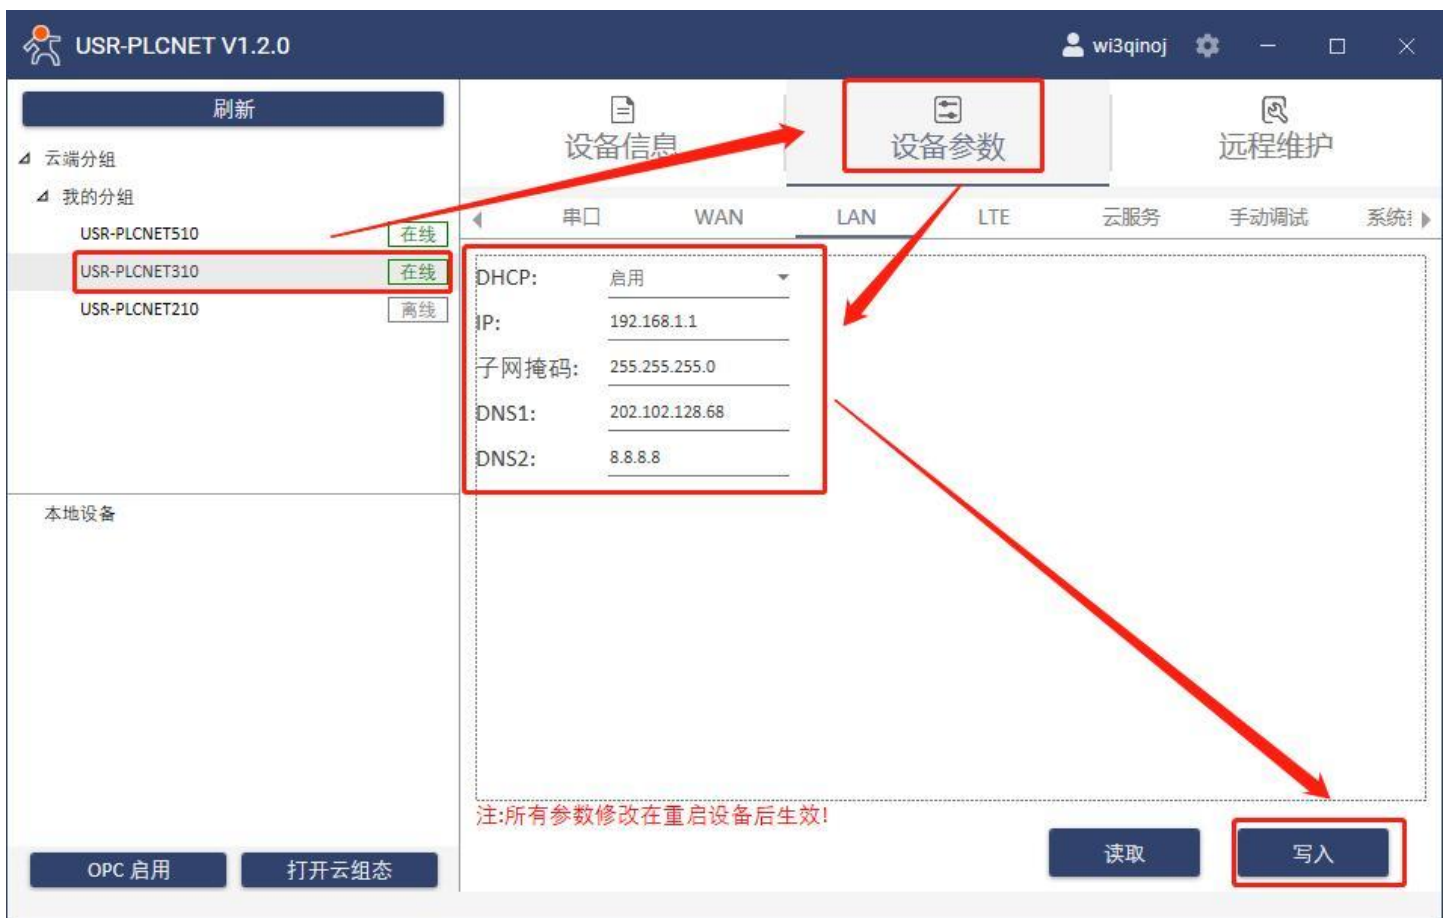 USR-PLCNET V1.2.0
wi3qinoj
刷新
云端分组
我的分组
USR-PLCNET510 在线
USR-PLCNET310 在线
USR-PLCNET210 离线
本地设备
OPC 启用
打开云组态
设备信息
设备参数
远程维护
串口 WAN LAN LTE 云服务 手动调试 系统
DHCP: 启用
IP: 192.168.1.1
子网掩码: 255.255.255.0
DNS1: 202.102.128.68
DNS2: 8.8.8.8
注:所有参数修改在重启设备后生效!
读取
写入